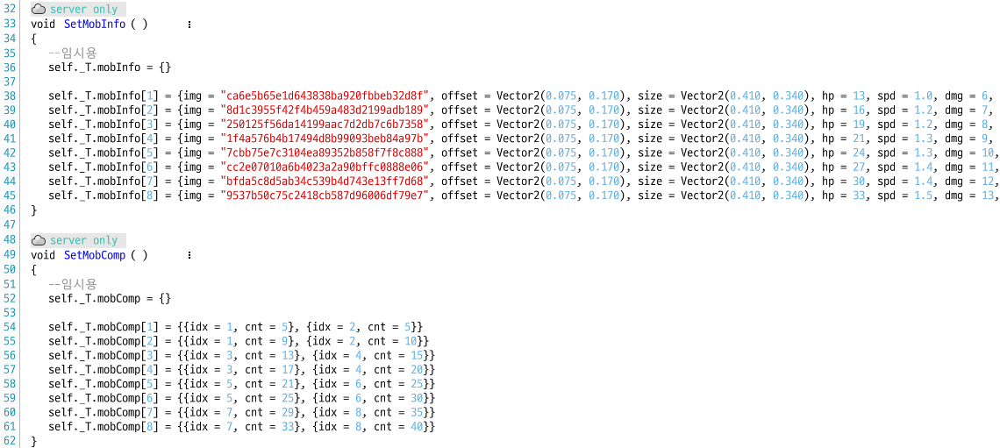 32 server only
33 void SetMobInfo ( ) ⋮
34 {
35 --임시용
36 self._T.mobInfo = {}
37
38 self._T.mobInfo[1] = {img = "ca6e5b65e1d643838ba920fbbeb32d8f", offset = Vector2(0.075, 0.170), size = Vector2(0.410, 0.340), hp = 13, spd = 1.0, dmg = 6,
39 self._T.mobInfo[2] = {img = "8d1c3955f42f4b459a483d2199adb189", offset = Vector2(0.075, 0.170), size = Vector2(0.410, 0.340), hp = 16, spd = 1.2, dmg = 7,
40 self._T.mobInfo[3] = {img = "250125f56da14199aac7d2db7c6b7358", offset = Vector2(0.075, 0.170), size = Vector2(0.410, 0.340), hp = 19, spd = 1.2, dmg = 8,
41 self._T.mobInfo[4] = {img = "1f4a576b4b17494d8b99093beb84a97b", offset = Vector2(0.075, 0.170), size = Vector2(0.410, 0.340), hp = 21, spd = 1.3, dmg = 9,
42 self._T.mobInfo[5] = {img = "7cbb75e7c3104ea89352b858f7f8c888", offset = Vector2(0.075, 0.170), size = Vector2(0.410, 0.340), hp = 24, spd = 1.3, dmg = 10,
43 self._T.mobInfo[6] = {img = "cc2e07010a6b4023a2a90bffc0888e06", offset = Vector2(0.075, 0.170), size = Vector2(0.410, 0.340), hp = 27, spd = 1.4, dmg = 11,
44 self._T.mobInfo[7] = {img = "bfda5c8d5ab34c539b4d743e13ff7d68", offset = Vector2(0.075, 0.170), size = Vector2(0.410, 0.340), hp = 30, spd = 1.4, dmg = 12,
45 self._T.mobInfo[8] = {img = "9537b50c75c2418cb587d96006df79e7", offset = Vector2(0.075, 0.170), size = Vector2(0.410, 0.340), hp = 33, spd = 1.5, dmg = 13,
46 }
47
48 server only
49 void SetMobComp ( ) ⋮
50 {
51 --임시용
52 self._T.mobComp = {}
53
54 self._T.mobComp[1] = {{idx = 1, cnt = 5}, {idx = 2, cnt = 5}}
55 self._T.mobComp[2] = {{idx = 1, cnt = 9}, {idx = 2, cnt = 10}}
56 self._T.mobComp[3] = {{idx = 3, cnt = 13}, {idx = 4, cnt = 15}}
57 self._T.mobComp[4] = {{idx = 3, cnt = 17}, {idx = 4, cnt = 20}}
58 self._T.mobComp[5] = {{idx = 5, cnt = 21}, {idx = 6, cnt = 25}}
59 self._T.mobComp[6] = {{idx = 5, cnt = 25}, {idx = 6, cnt = 30}}
60 self._T.mobComp[7] = {{idx = 7, cnt = 29}, {idx = 8, cnt = 35}}
61 self._T.mobComp[8] = {{idx = 7, cnt = 33}, {idx = 8, cnt = 40}}
62 }